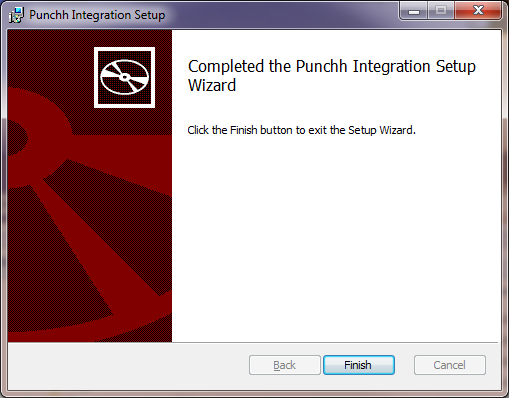 Punchh Integration Setup
Completed the Punchh Integration Setup
Wizard
Click the Finish button to exit the Setup Wizard.
Back
Finish
Cancel